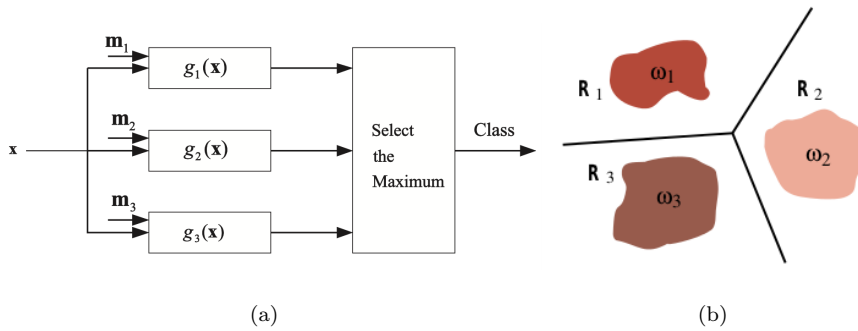 m₁
g₁(x)
m₂
x
g₂(x)
m₃
g₃(x)
Select
the
Maximum
Class
(a)
R 1
ω₁
R 2
ω₂
R 3
ω₃
(b)